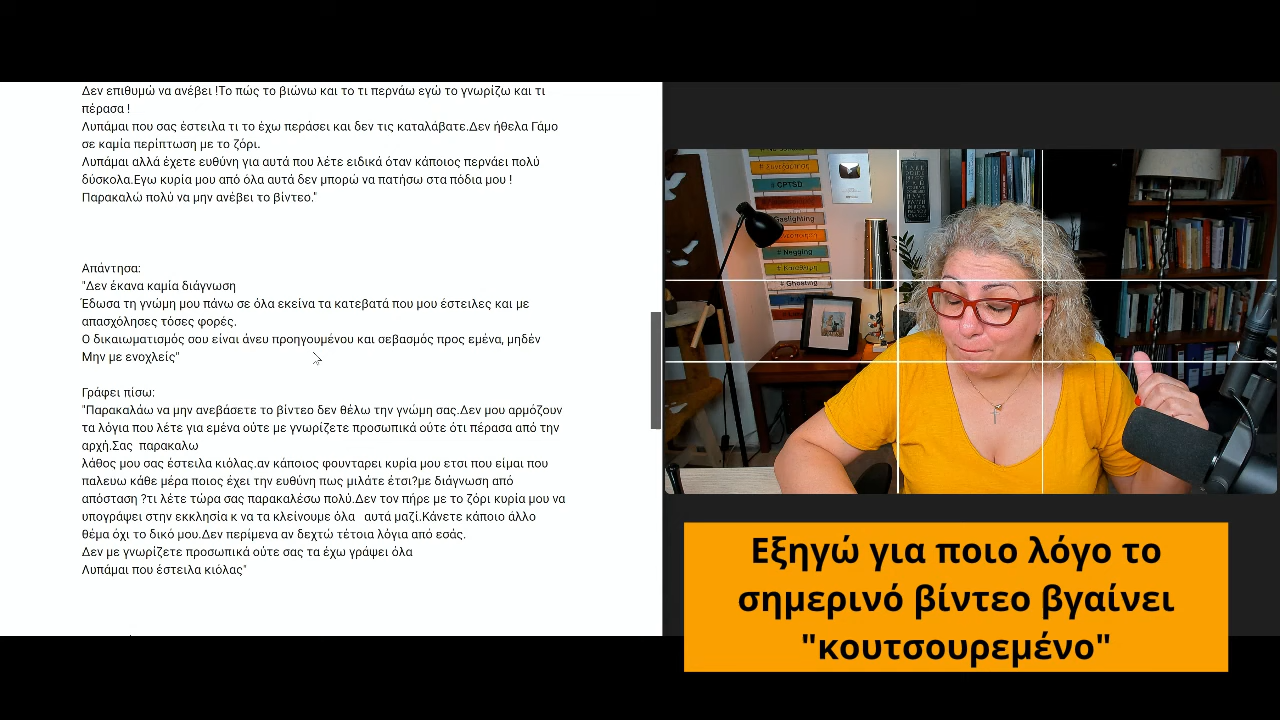 Δεν επιθυμώ να ανέβει !Το πώς το βιώνω και το τι περνάω εγώ το γνωρίζω και τι
πέρασα !
Λυπάμαι που σας έστειλα τι το έχω περάσει και δεν τις καταλάβατε.Δεν ήθελα Γάμο
σε καμία περίπτωση με το ζόρι.
Λυπάμαι αλλά έχετε ευθύνη για αυτά που λέτε ειδικά όταν κάποιος περνάει πολύ
δύσκολα.Εγω κυρία μου από όλα αυτά δεν μπορώ να πατήσω στα πόδια μου !
Παρακαλώ πολύ να μην ανέβει το βίντεο."
Απάντησα:
"Δεν έκανα καμία διάγνωση
Έδωσα τη γνώμη μου πάνω σε όλα εκείνα τα κατεβατά που μου έστειλες και με
απασχόλησες τόσες φορές.
Ο δικαιωματισμός σου είναι άνευ προηγουμένου και σεβασμός προς εμένα, μηδέν
Μην με ενοχλείς"
Γράφει πίσω:
"Παρακαλάω να μην ανεβάσετε το βίντεο δεν θέλω την γνώμη σας.Δεν μου αρμόζουν
τα λόγια που λέτε για εμένα ούτε με γνωρίζετε προσωπικά ούτε ότι πέρασα από την
αρχή.Σας παρακαλω
λάθος μου σας έστειλα κιόλας.αν κάποιος φουνταρει κυρία μου ετσι που είμαι που
παλευω κάθε μέρα ποιος έχει την ευθύνη πως μιλάτε έτσι?με διάγνωση από
απόσταση ?τι λέτε τώρα σας παρακαλέσω πολύ.Δεν τον πήρε με το ζόρι κυρία μου να
υπογράψει στην εκκλησία κ να τα κλείνουμε όλα αυτά μαζί.Κάνετε κάποιο άλλο
θέμα όχι το δικό μου.Δεν περίμενα αν δεχτώ τέτοια λόγια από εσάς.
Δεν με γνωρίζετε προσωπικά ούτε σας τα έχω γράψει όλα
Λυπάμαι που έστειλα κιόλας"
# CPTSD
Gaslighting
# Negging
# Κατάθλιψη
# Ghosting
Εξηγώ για ποιο λόγο το
σημερινό βίντεο βγαίνει
"κουτσουρεμένο"